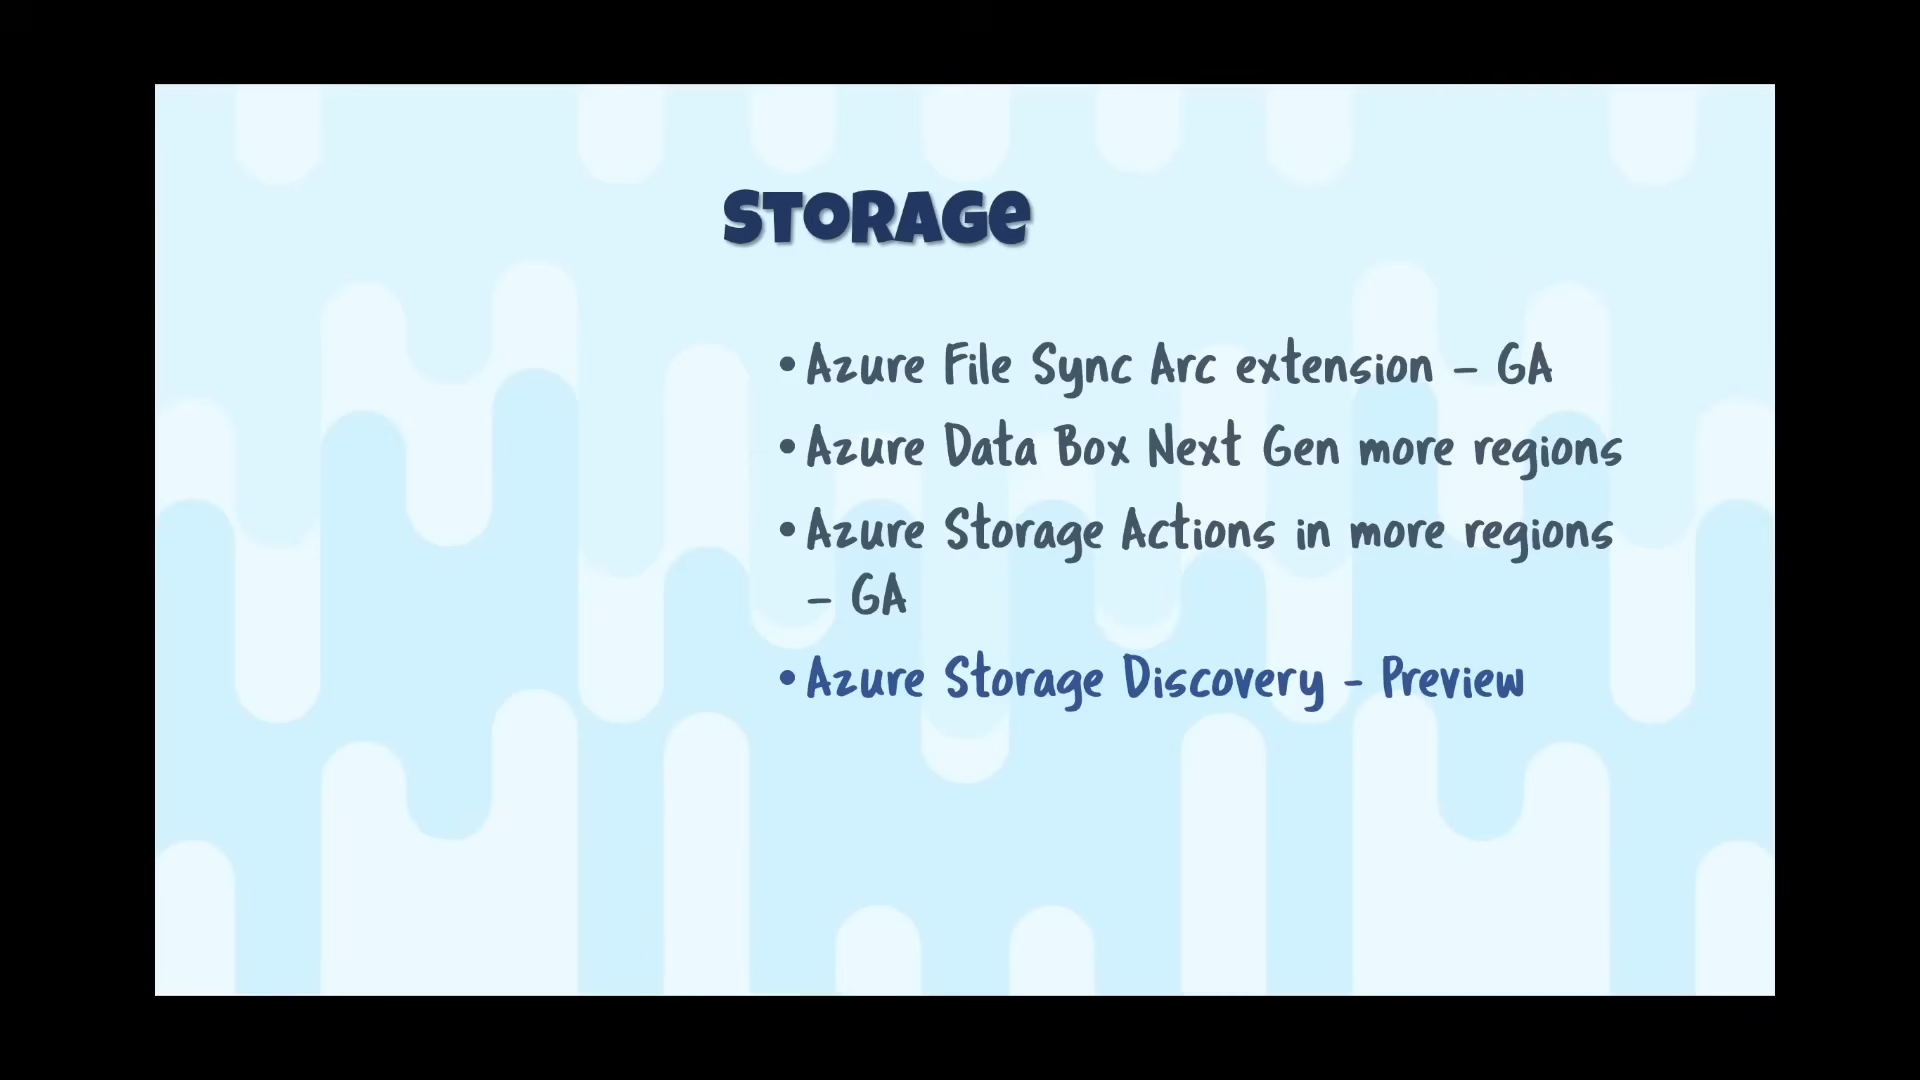 STORAGe
• Azure File Sync Arc extension – GA
• Azure Data Box Next Gen more regions
• Azure Storage Actions in more regions
– GA
• Azure Storage Discovery - Preview